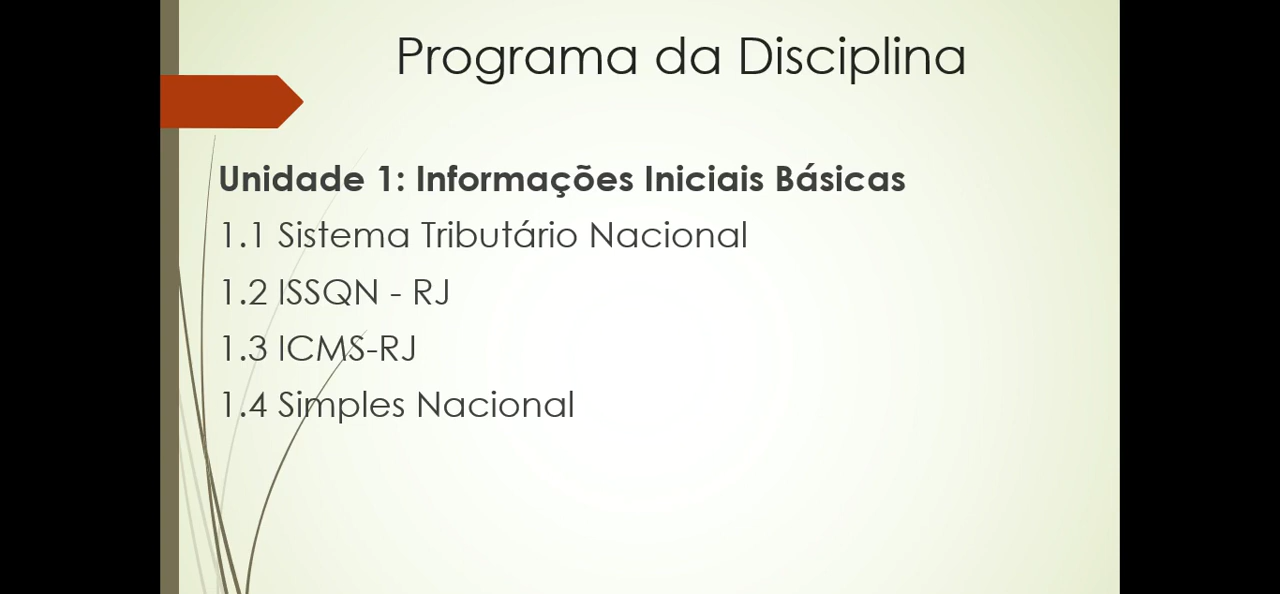 Programa da Disciplina
Unidade 1: Informações Iniciais Básicas
1.1 Sistema Tributário Nacional
1.2 ISSQN - RJ
1.3 ICMS-RJ
1.4 Simples Nacional